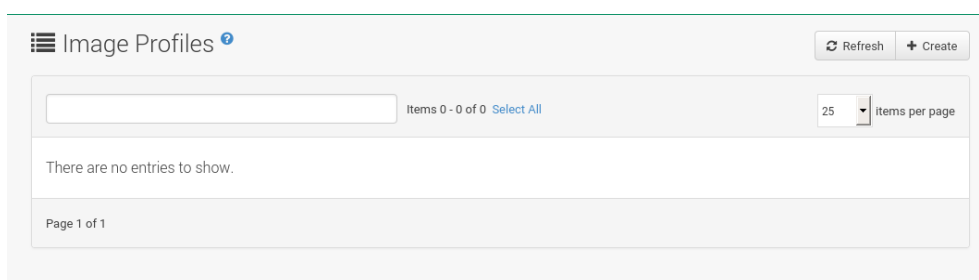 Image Profiles ?
Refresh
Create
Items 0 - 0 of 0 Select All
25 items per page
There are no entries to show.
Page 1 of 1